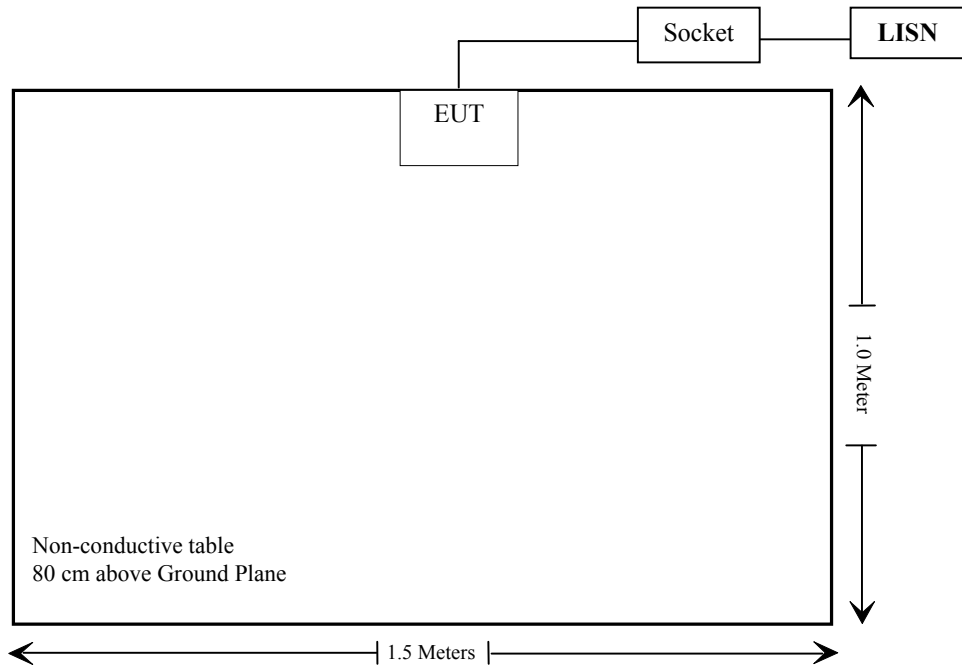 Socket
LISN
EUT
1.0 Meter
Non-conductive table
80 cm above Ground Plane
1.5 Meters